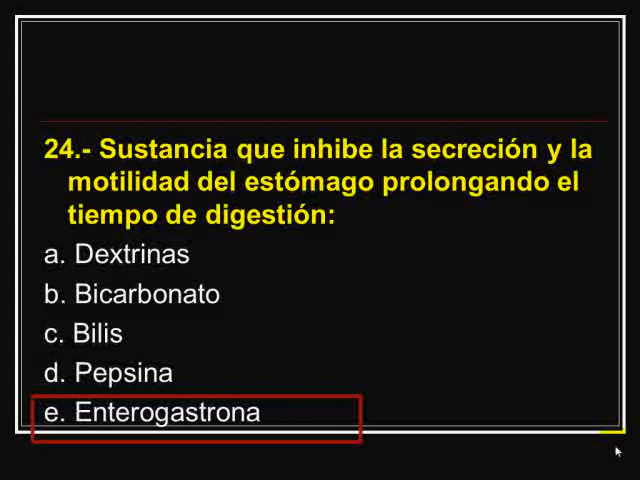 24.- Sustancia que inhibe la secreción y la
motilidad del estómago prolongando el
tiempo de digestión:
a. Dextrinas
b. Bicarbonato
c. Bilis
d. Pepsina
e. Enterogastrona